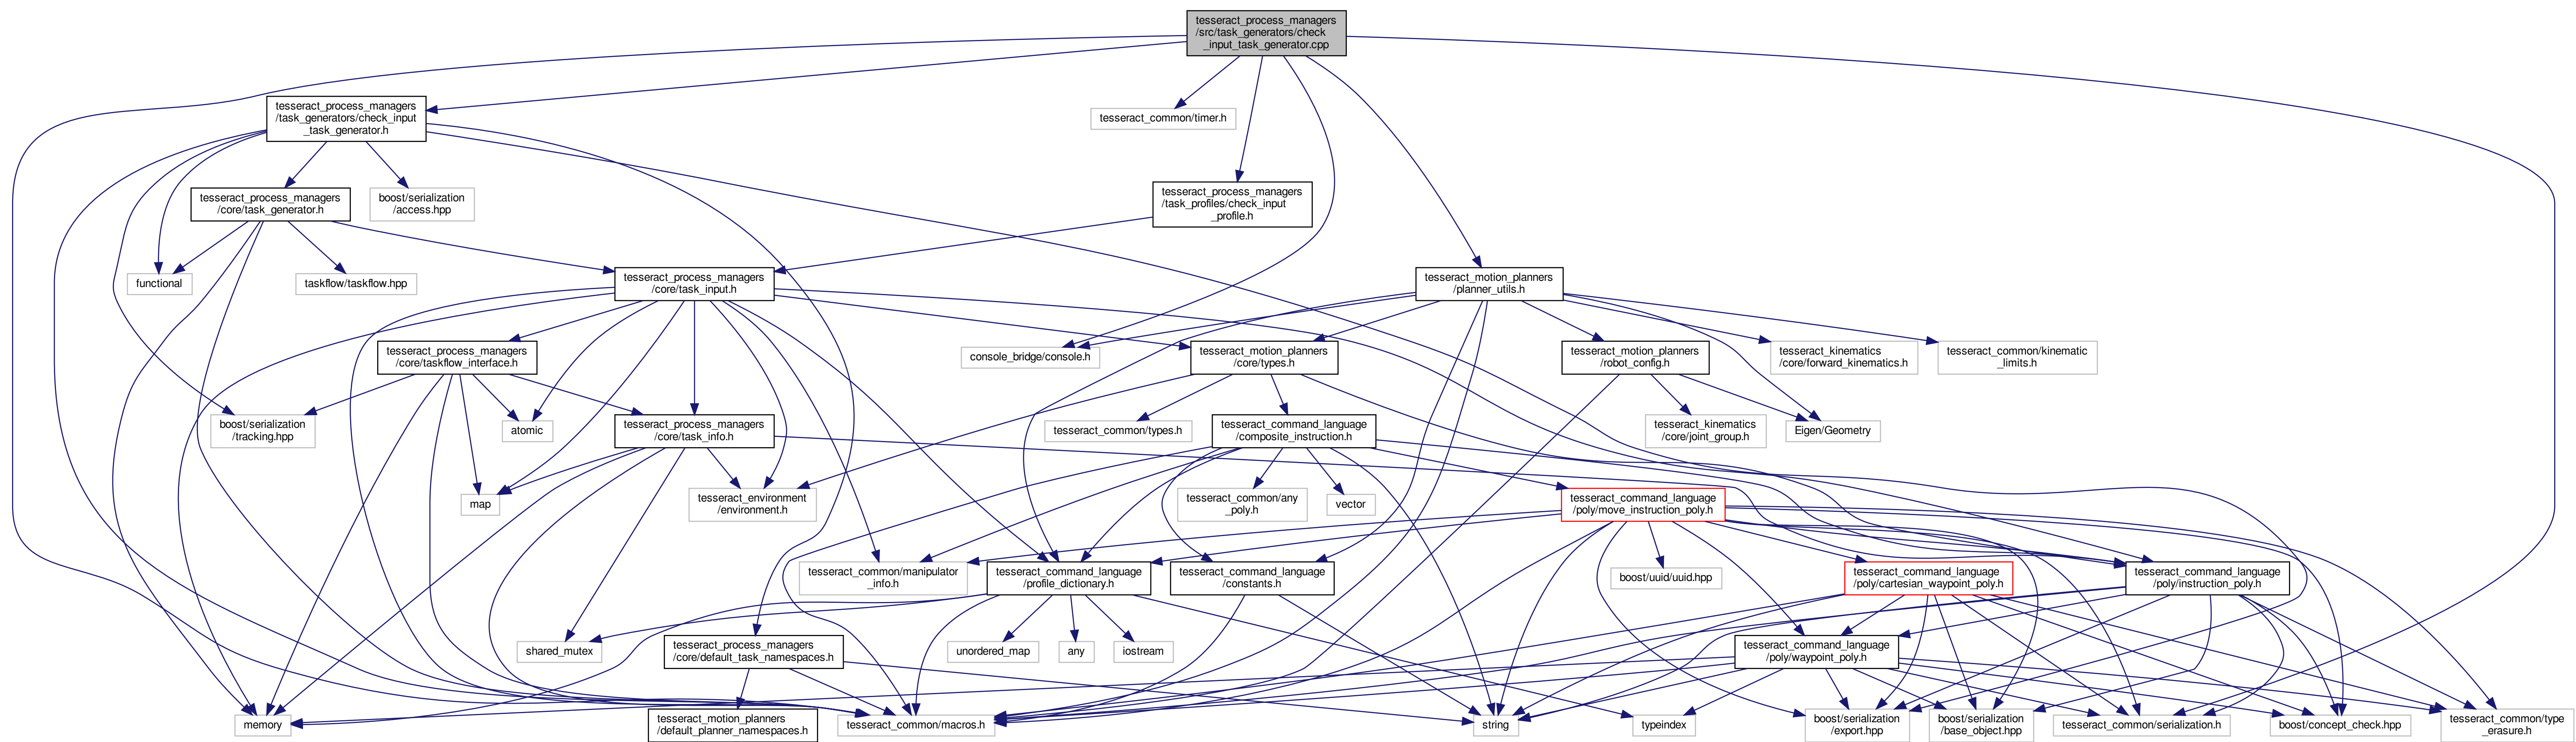 tesseract_process_managers
/src/task_generators/check
_input_task_generator.cpp
tesseract_process_managers
/task_generators/check_input
_task_generator.h
tesseract_common/timer.h
tesseract_process_managers
/core/task_generator.h
boost/serialization
/access.hpp
tesseract_process_managers
/task_profiles/check_input
_profile.h
functional
taskflow/taskflow.hpp
tesseract_process_managers
/core/task_input.h
tesseract_motion_planners
/planner_utils.h
tesseract_process_managers
/core/taskflow_interface.h
console_bridge/console.h
tesseract_motion_planners
/core/types.h
tesseract_motion_planners
/robot_config.h
tesseract_kinematics
/core/forward_kinematics.h
tesseract_common/kinematic
_limits.h
boost/serialization
/tracking.hpp
atomic
tesseract_process_managers
/core/task_info.h
tesseract_common/types.h
tesseract_command_language
/composite_instruction.h
tesseract_kinematics
/core/joint_group.h
Eigen/Geometry
map
tesseract_environment
/environment.h
tesseract_common/any
_poly.h
vector
tesseract_command_language
/poly/move_instruction_poly.h
tesseract_common/manipulator
_info.h
tesseract_command_language
/profile_dictionary.h
tesseract_command_language
/constants.h
boost/uuid/uuid.hpp
tesseract_command_language
/poly/cartesian_waypoint_poly.h
tesseract_command_language
/poly/instruction_poly.h
shared_mutex
tesseract_process_managers
/core/default_task_namespaces.h
unordered_map
any
iostream
tesseract_command_language
/poly/waypoint_poly.h
memory
tesseract_motion_planners
/default_planner_namespaces.h
tesseract_common/macros.h
string
typeindex
boost/serialization
/export.hpp
boost/serialization
/base_object.hpp
tesseract_common/serialization.h
boost/concept_check.hpp
tesseract_common/type
_erasure.h